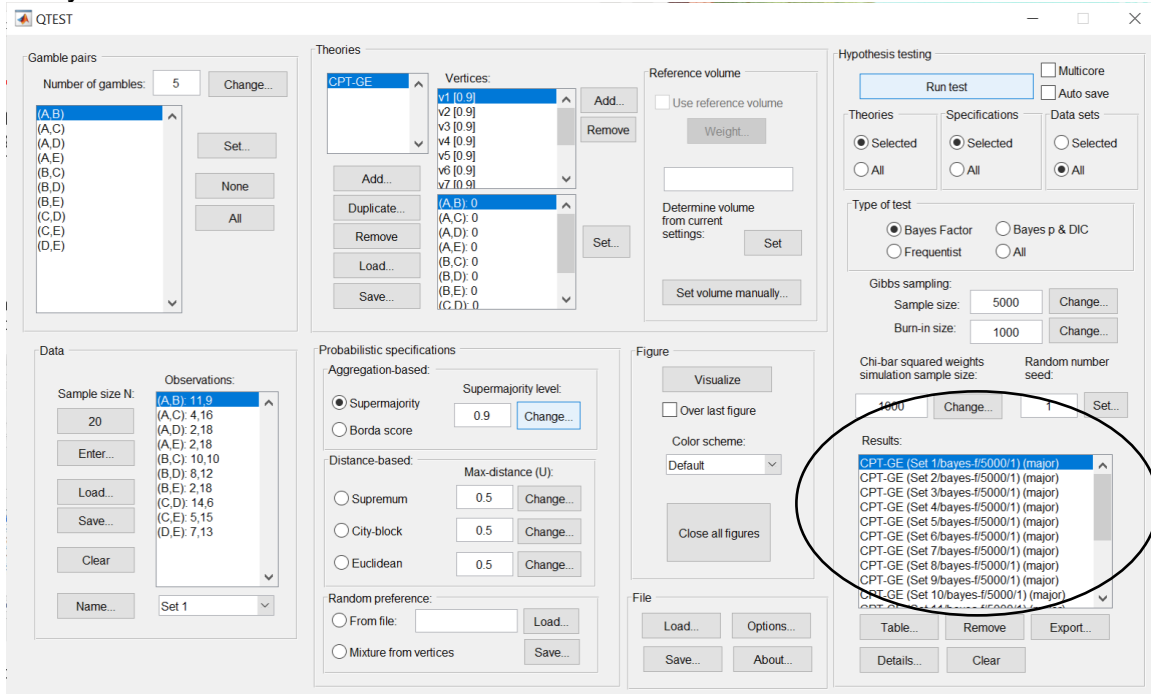 QTEST
Gamble pairs
Number of gambles: 5 Change...
(A,B)
(A,C)
(A,D)
(A,E)
(B,C)
(B,D)
(B,E)
(C,D)
(C,E)
(D,E)
Set...
None
All
Theories
CPT-GE
Vertices:
v1 [0.9]
v2 [0.9]
v3 [0.9]
v4 [0.9]
v5 [0.9]
v6 [0.9]
v7 [0.9]
Add...
Remove
Add...
Duplicate...
Remove
Load...
Save...
(A,B): 0
(A,C): 0
(A,D): 0
(A,E): 0
(B,C): 0
(B,D): 0
(B,E): 0
(C,D): 0
Set...
Reference volume
Use reference volume
Weight...
Determine volume
from current
settings:
Set
Set volume manually...
Hypothesis testing
Run test
Multicore
Auto save
Theories
Selected
All
Specifications
Selected
All
Data sets
Selected
All
Type of test
Bayes Factor Bayes p & DIC
Frequentist All
Gibbs sampling:
Sample size: 5000 Change...
Burn-in size: 1000 Change...
Chi-bar squared weights
simulation sample size:
Random number
seed:
1000 Change... 1 Set...
Results:
CPT-GE (Set 1/bayes-f/5000/1) (major)
CPT-GE (Set 2/bayes-f/5000/1) (major)
CPT-GE (Set 3/bayes-f/5000/1) (major)
CPT-GE (Set 4/bayes-f/5000/1) (major)
CPT-GE (Set 5/bayes-f/5000/1) (major)
CPT-GE (Set 6/bayes-f/5000/1) (major)
CPT-GE (Set 7/bayes-f/5000/1) (major)
CPT-GE (Set 8/bayes-f/5000/1) (major)
CPT-GE (Set 9/bayes-f/5000/1) (major)
CPT-GE (Set 10/bayes-f/5000/1) (major)
CPT-GE (Set 11/bayes-f/5000/1) (major)
Table... Remove Export...
Details... Clear
Data
Sample size N:
20
Enter...
Load...
Save...
Clear
Name... Set 1
Observations:
(A,B): 11,9
(A,C): 4,16
(A,D): 2,18
(A,E): 2,18
(B,C): 10,10
(B,D): 8,12
(B,E): 2,18
(C,D): 14,6
(C,E): 5,15
(D,E): 7,13
Probabilistic specifications
Aggregation-based:
Supermajority level:
Supermajority 0.9 Change...
Borda score
Distance-based:
Max-distance (U):
Supremum 0.5 Change...
City-block 0.5 Change...
Euclidean 0.5 Change...
Random preference:
From file: Load...
Mixture from vertices Save...
Figure
Visualize
Over last figure
Color scheme:
Default
Close all figures
File
Load... Options...
Save... About...